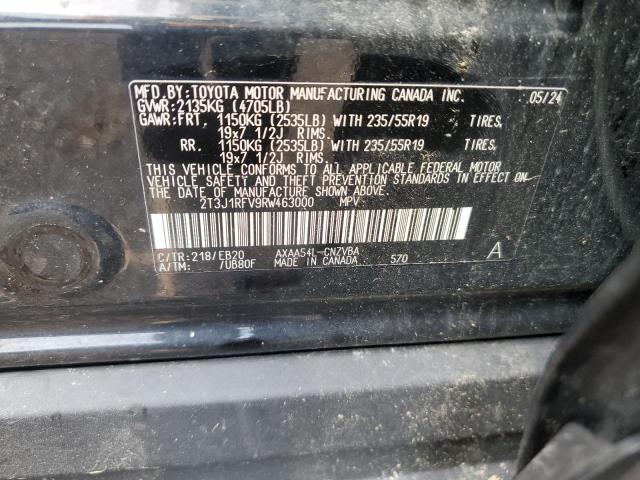 MFD.BY:TOYOTA MOTOR MANUFACTURING CANADA INC. 05/24
GVWR:2135KG (4705LB)
GAWR:FRT. 1150KG (2535LB) WITH 235/55R19 TIRES,
19x7 1/2J RIMS.
RR. 1150KG (2535LB) WITH 235/55R19 TIRES,
19x7 1/2J RIMS.
THIS VEHICLE CONFORMS TO ALL APPLICABLE FEDERAL MOTOR
VEHICLE SAFETY AND THEFT PREVENTION STANDARDS IN EFFECT
ON THE DATE OF MANUFACTURE SHOWN ABOVE.
2T3J1RFV9RW463000 MPV
C/TR:218/EB20 AXAA54L-CNZVBA
A/TM: /UB80F MADE IN CANADA 570 A